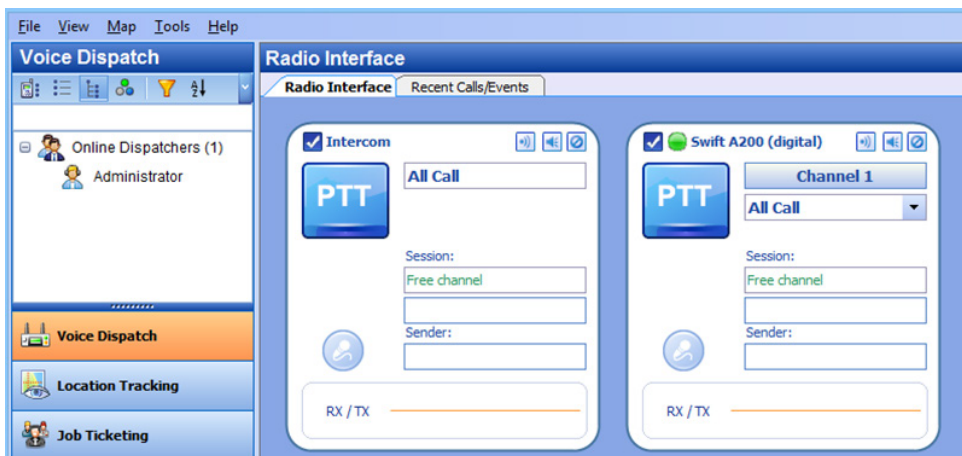 File View Map Tools Help
Voice Dispatch
Online Dispatchers (1)
Administrator
Voice Dispatch
Location Tracking
Job Ticketing
Radio Interface
Radio Interface Recent Calls/Events
Intercom
PTT
All Call
Session:
Free channel
Sender:
RX / TX
Swift A200 (digital)
PTT
Channel 1
All Call
Session:
Free channel
Sender:
RX / TX